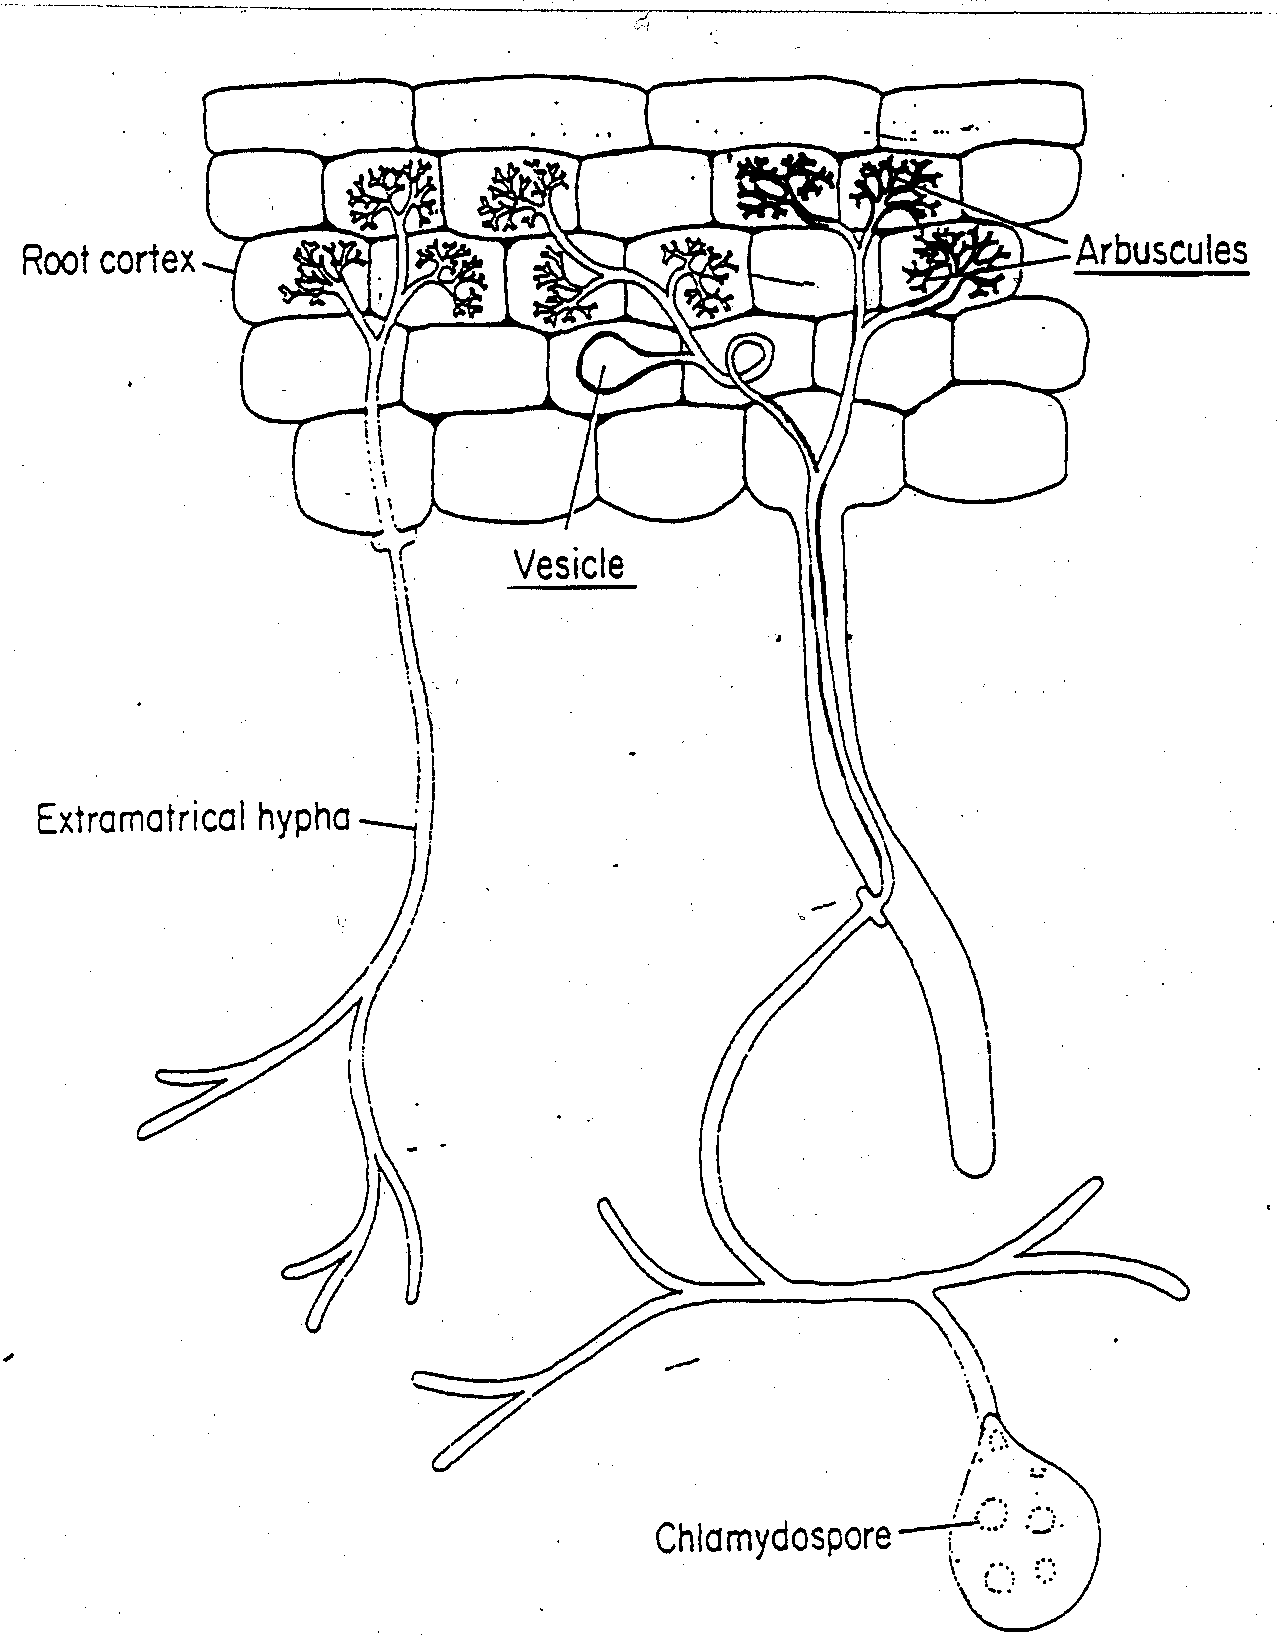 Root cortex
Arbuscules
Vesicle
Extramatrical hypha
Chlamydospore